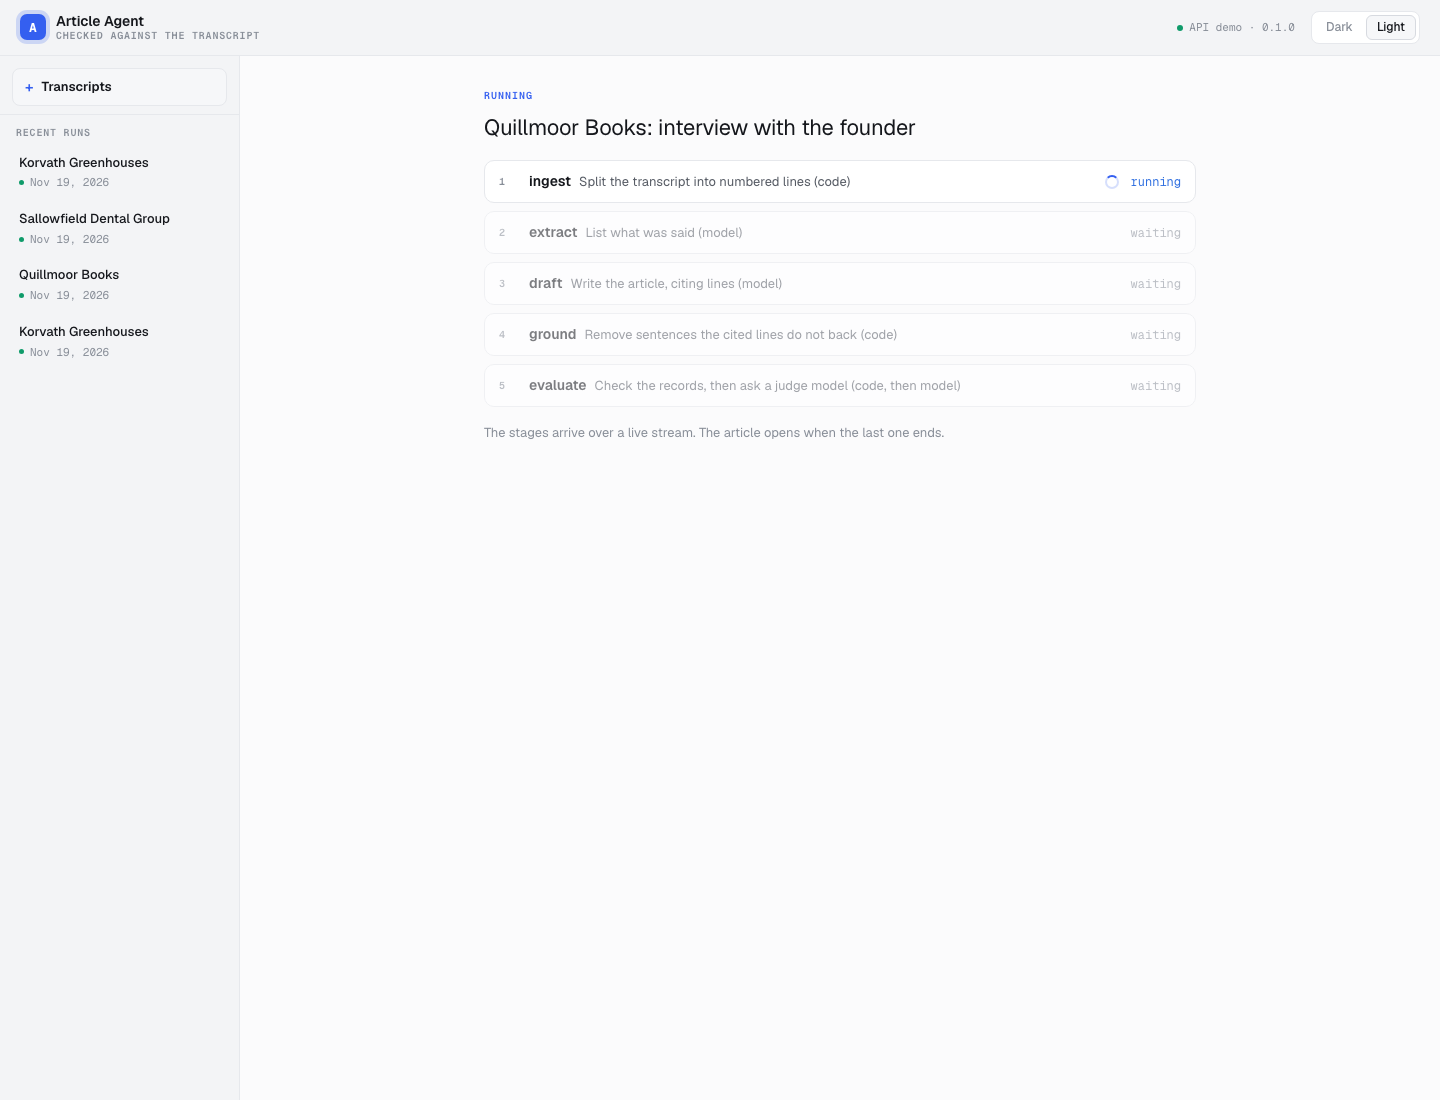 A
Article Agent
CHECKED AGAINST THE TRANSCRIPT
API demo · 0.1.0
Dark
Light
+ Transcripts
RECENT RUNS
Korvath Greenhouses
Nov 19, 2026
Sallowfield Dental Group
Nov 19, 2026
Quillmoor Books
Nov 19, 2026
Korvath Greenhouses
Nov 19, 2026
RUNNING
Quillmoor Books: interview with the founder
1 ingest Split the transcript into numbered lines (code) running
2 extract List what was said (model) waiting
3 draft Write the article, citing lines (model) waiting
4 ground Remove sentences the cited lines do not back (code) waiting
5 evaluate Check the records, then ask a judge model (code, then model) waiting
The stages arrive over a live stream. The article opens when the last one ends.